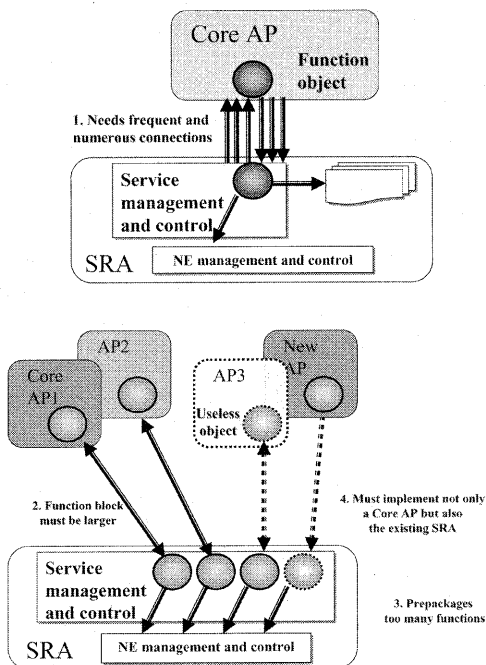 Core AP
Function
object
1. Needs frequent and
numerous connections
Service
management
and control
SRA
NE management and control
AP2
Core
AP1
AP3
Useless
object
New
AP
2. Function block
must be larger
4. Must implement not only
a Core AP but also
the existing SRA
Service
management
and control
3. Prepackages
too many functions
SRA
NE management and control